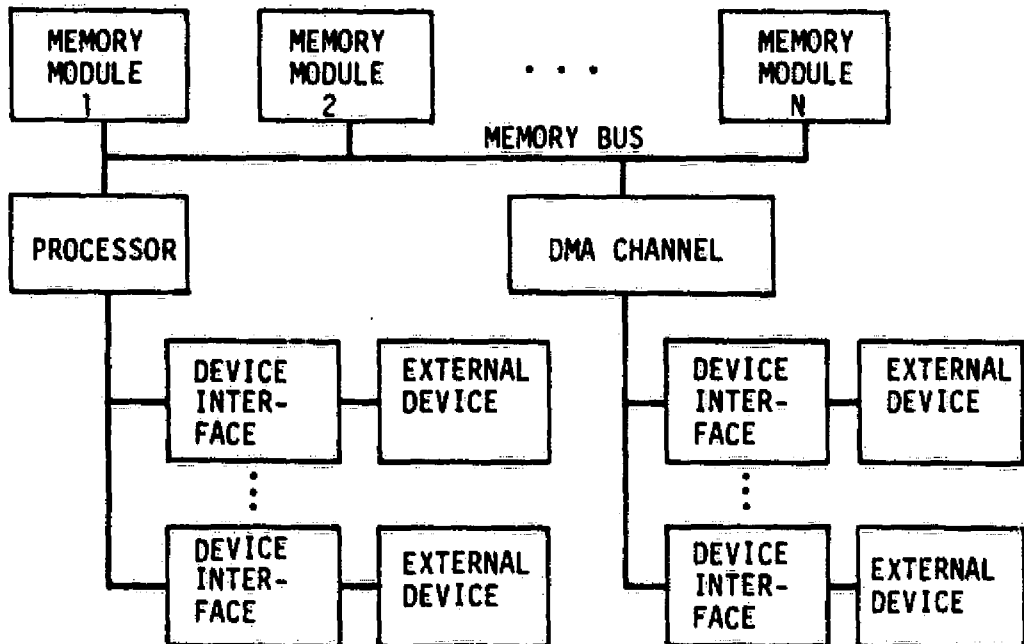 MEMORY
MODULE
1
MEMORY
MODULE
2
. . .
MEMORY
MODULE
N
MEMORY BUS
PROCESSOR
DMA CHANNEL
DEVICE
INTER-
FACE
EXTERNAL
DEVICE
DEVICE
INTER-
FACE
EXTERNAL
DEVICE
DEVICE
INTER-
FACE
EXTERNAL
DEVICE
DEVICE
INTER-
FACE
EXTERNAL
DEVICE